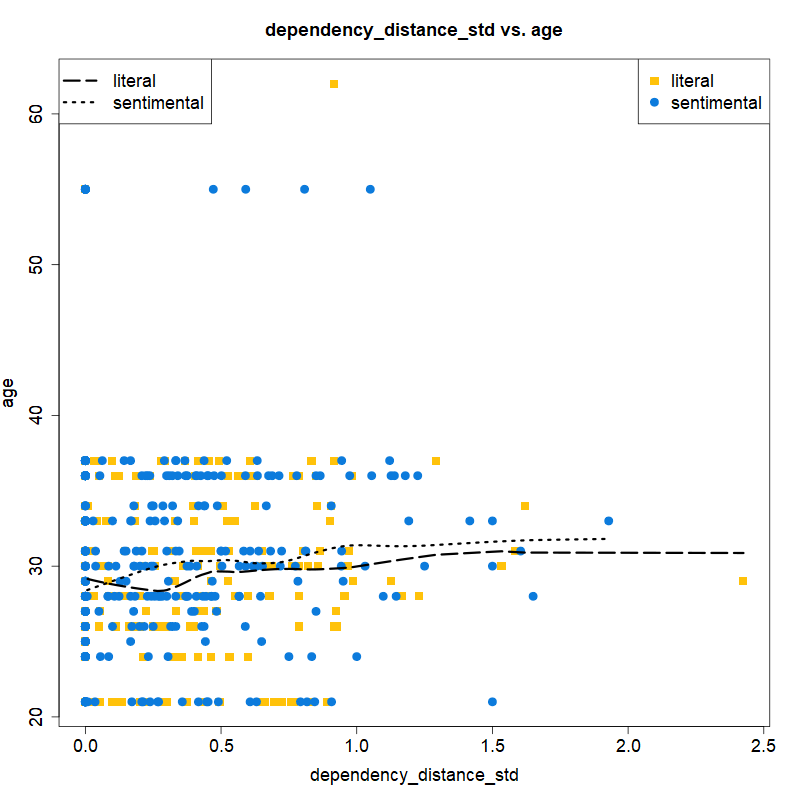 dependency_distance_std vs. age
literal
sentimental
literal
sentimental
age
60
50
40
30
20
0.0 0.5 1.0 1.5 2.0 2.5
dependency_distance_std